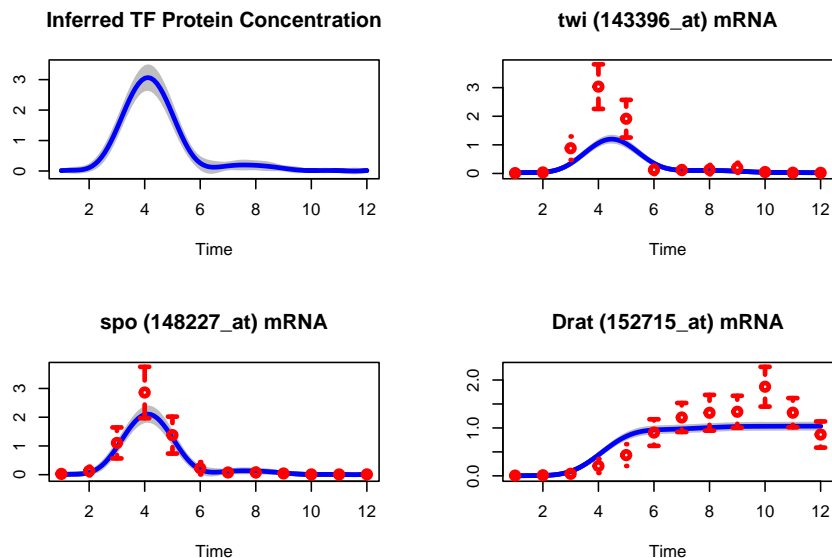 Inferred TF Protein Concentration
3
2
1
0
2 4 6 8 10 12
Time
twi (143396_at) mRNA
3
2
1
0
2 4 6 8 10 12
Time
spo (148227_at) mRNA
3
2
1
0
2 4 6 8 10 12
Time
Drat (152715_at) mRNA
2.0
1.0
0.0
2 4 6 8 10 12
Time